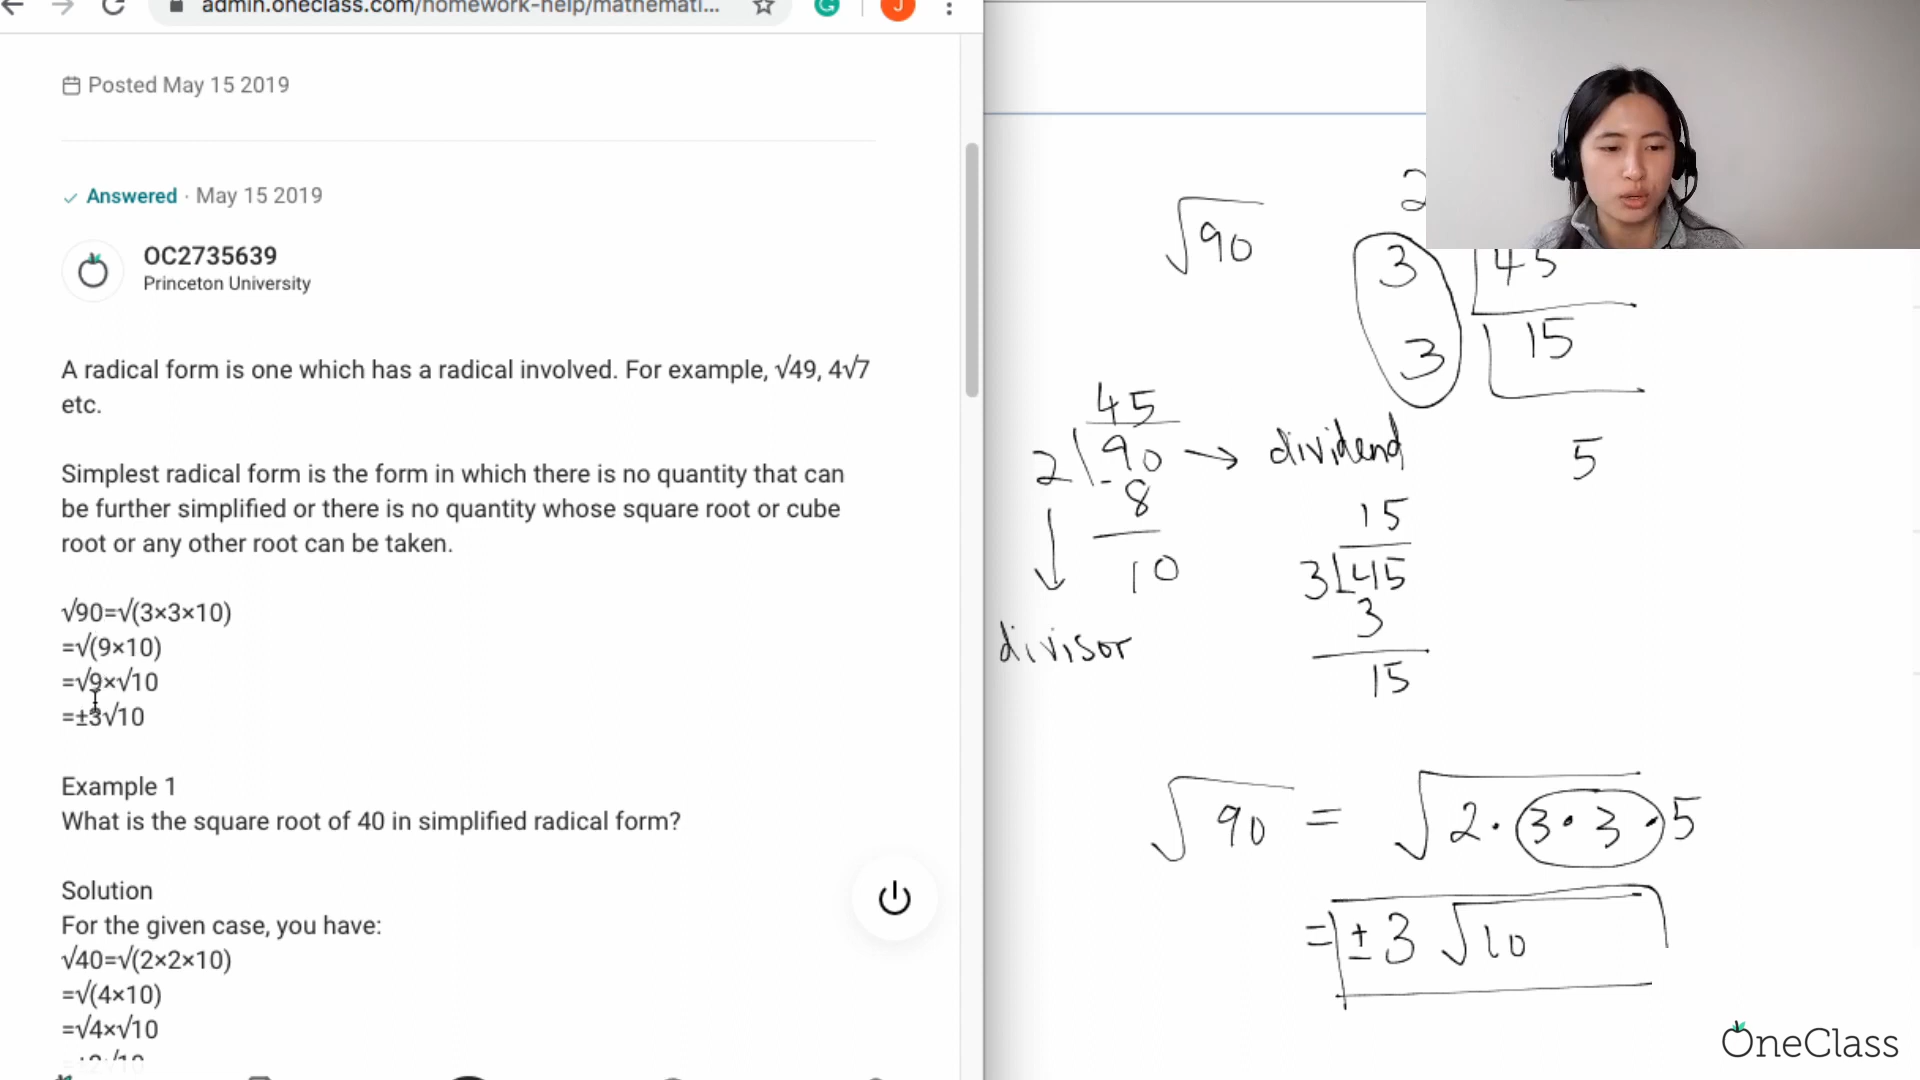 admin.oneclass.com/homework-help/mathemati...
J
Posted May 15 2019
Answered · May 15 2019
OC2735639
Princeton University
A radical form is one which has a radical involved. For example, √49, 4√7
etc.
Simplest radical form is the form in which there is no quantity that can
be further simplified or there is no quantity whose square root or cube
root or any other root can be taken.
√90=√(3×3×10)
=√(9×10)
=√9×√10
=±3√10
Example 1
What is the square root of 40 in simplified radical form?
Solution
For the given case, you have:
√40=√(2×2×10)
=√(4×10)
=√4×√10
√90
2
3 45
3 15
5
45
2 90 → dividend
- 8
10
divisor
15
3 45
3
15
√90 = √2·3·3·5
= ±3√10
OneClass